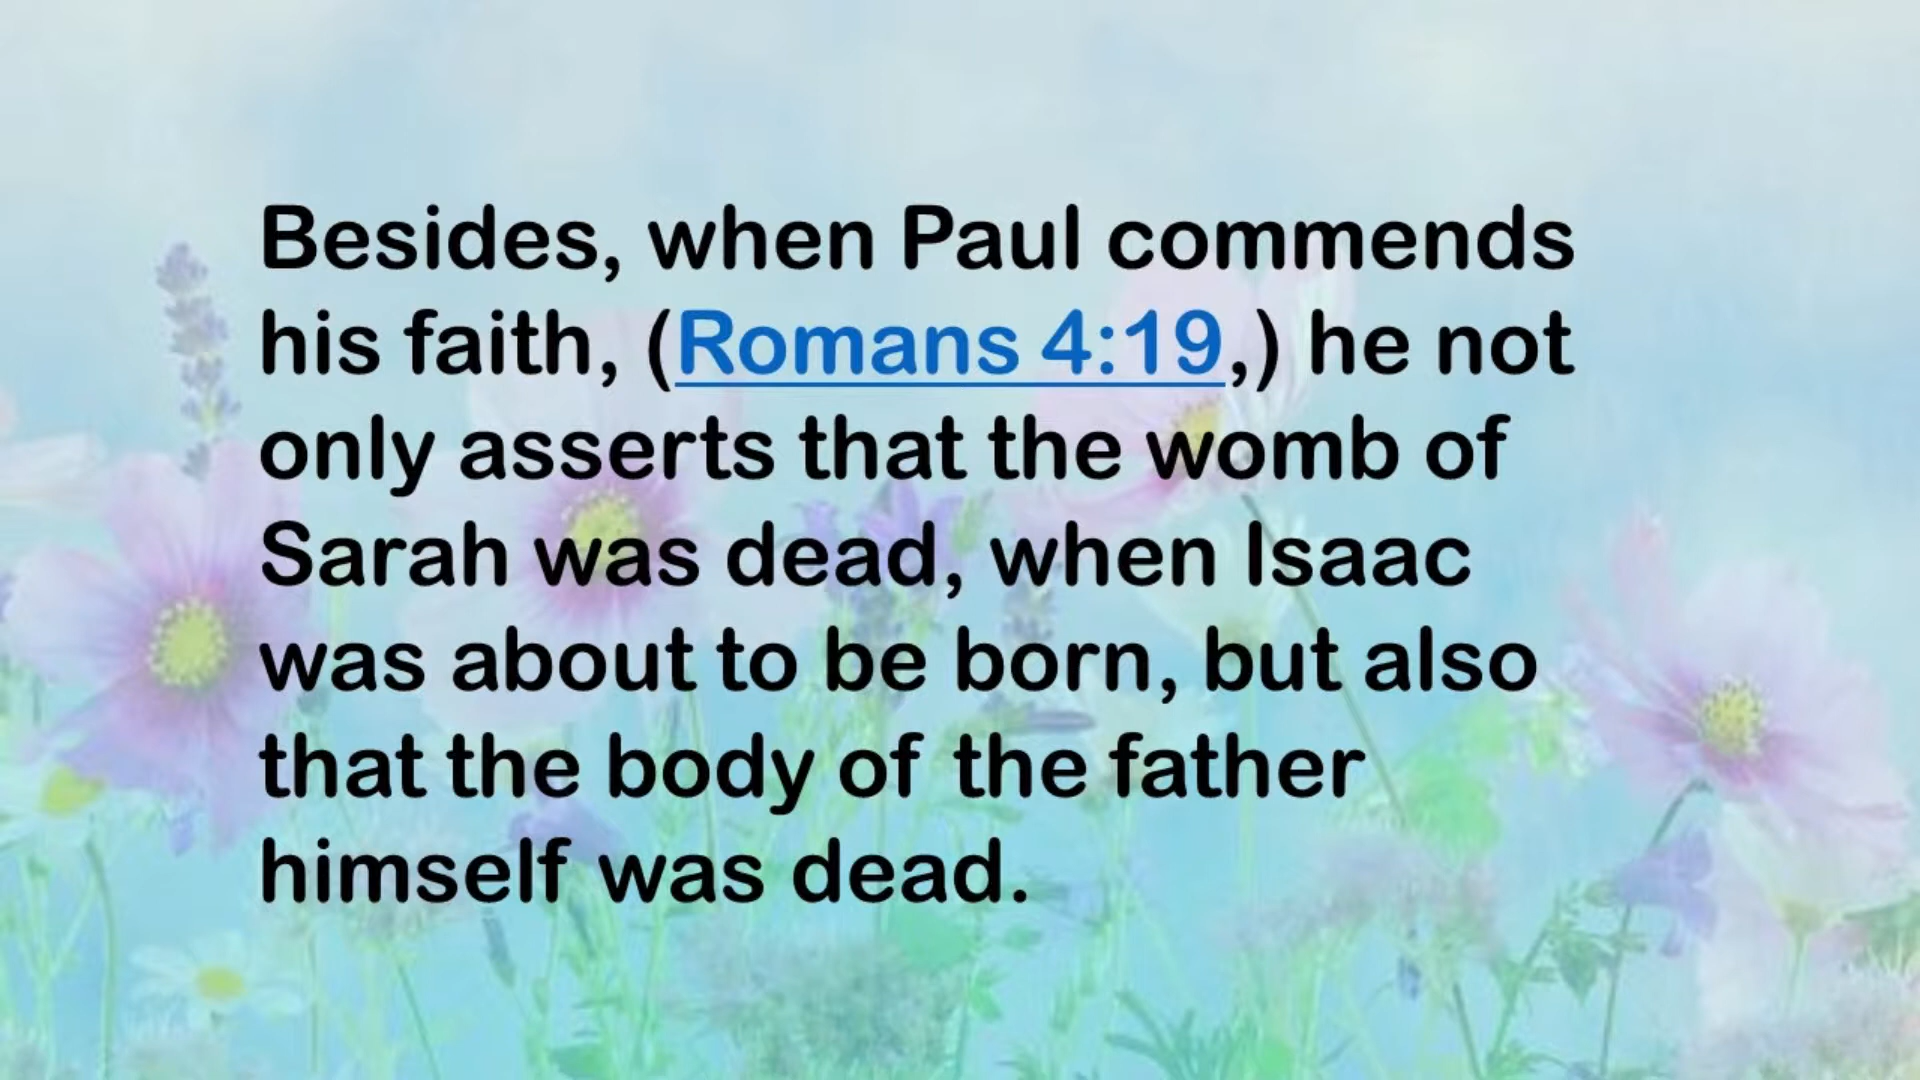 Besides, when Paul commends
his faith, (Romans 4:19,) he not
only asserts that the womb of
Sarah was dead, when Isaac
was about to be born, but also
that the body of the father
himself was dead.